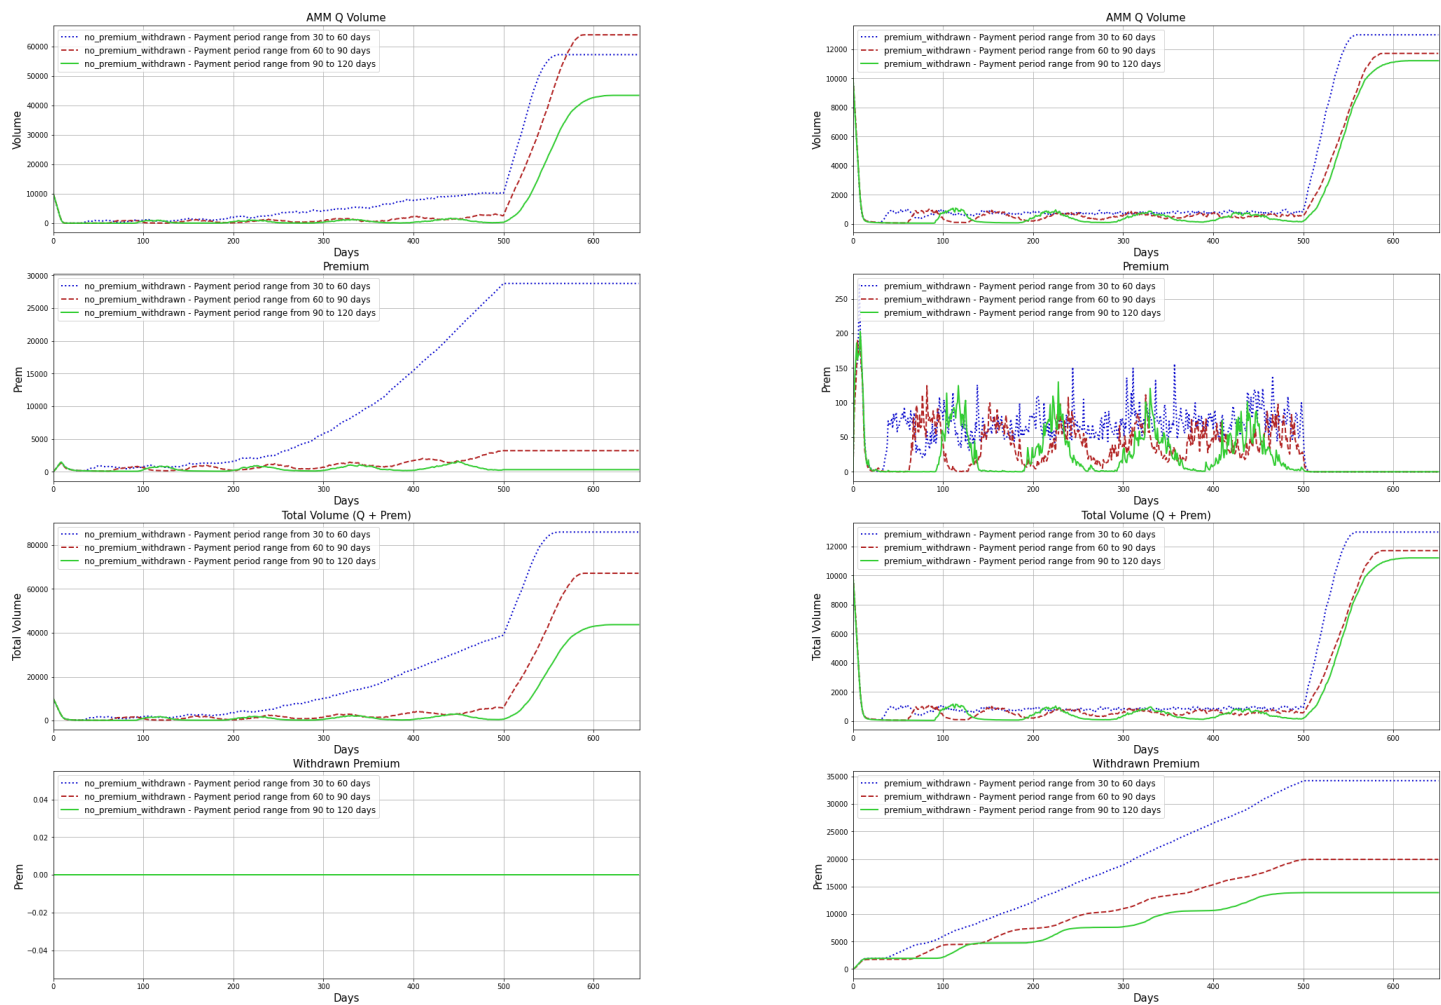 AMM Q Volume
no_premium_withdrawn - Payment period range from 30 to 60 days
no_premium_withdrawn - Payment period range from 60 to 90 days
no_premium_withdrawn - Payment period range from 90 to 120 days
60000
50000
40000
30000
20000
10000
0
Volume
0 100 200 300 400 500 600
Days
Premium
no_premium_withdrawn - Payment period range from 30 to 60 days
no_premium_withdrawn - Payment period range from 60 to 90 days
no_premium_withdrawn - Payment period range from 90 to 120 days
30000
25000
20000
15000
10000
5000
0
Prem
0 100 200 300 400 500 600
Days
Total Volume (Q + Prem)
no_premium_withdrawn - Payment period range from 30 to 60 days
no_premium_withdrawn - Payment period range from 60 to 90 days
no_premium_withdrawn - Payment period range from 90 to 120 days
80000
60000
40000
20000
0
Total Volume
0 100 200 300 400 500 600
Days
Withdrawn Premium
no_premium_withdrawn - Payment period range from 30 to 60 days
no_premium_withdrawn - Payment period range from 60 to 90 days
no_premium_withdrawn - Payment period range from 90 to 120 days
0.04
0.02
0.00
−0.02
−0.04
Prem
0 100 200 300 400 500 600
Days
AMM Q Volume
premium_withdrawn - Payment period range from 30 to 60 days
premium_withdrawn - Payment period range from 60 to 90 days
premium_withdrawn - Payment period range from 90 to 120 days
12000
10000
8000
6000
4000
2000
0
Volume
0 100 200 300 400 500 600
Days
Premium
premium_withdrawn - Payment period range from 30 to 60 days
premium_withdrawn - Payment period range from 60 to 90 days
premium_withdrawn - Payment period range from 90 to 120 days
250
200
150
100
50
0
Prem
0 100 200 300 400 500 600
Days
Total Volume (Q + Prem)
premium_withdrawn - Payment period range from 30 to 60 days
premium_withdrawn - Payment period range from 60 to 90 days
premium_withdrawn - Payment period range from 90 to 120 days
12000
10000
8000
6000
4000
2000
0
Total Volume
0 100 200 300 400 500 600
Days
Withdrawn Premium
premium_withdrawn - Payment period range from 30 to 60 days
premium_withdrawn - Payment period range from 60 to 90 days
premium_withdrawn - Payment period range from 90 to 120 days
35000
30000
25000
20000
15000
10000
5000
0
Prem
0 100 200 300 400 500 600
Days